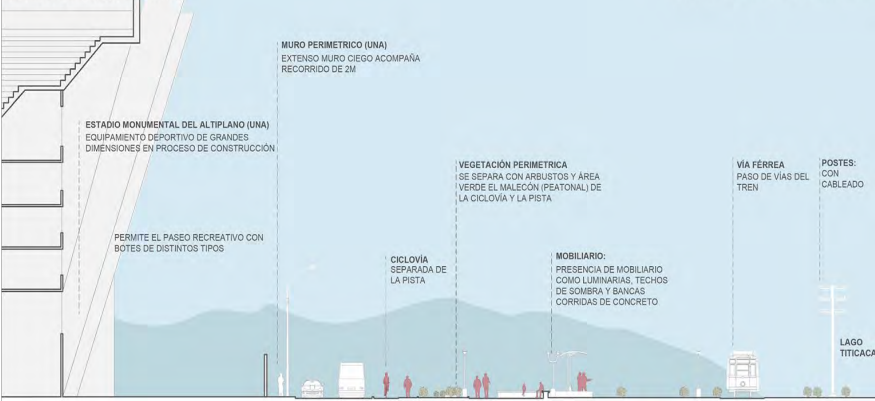 MURO PERIMETRICO (UNA)
EXTENSO MURO CIEGO ACOMPAÑA
RECORRIDO DE 2M
ESTADIO MONUMENTAL DEL ALTIPLANO (UNA)
EQUIPAMIENTO DEPORTIVO DE GRANDES
DIMENSIONES EN PROCESO DE CONSTRUCCIÓN
PERMITE EL PASEO RECREATIVO CON
BOTES DE DISTINTOS TIPOS
CICLOVÍA
SEPARADA DE
LA PISTA
VEGETACIÓN PERIMETRICA
SE SEPARA CON ARBUSTOS Y ÁREA
VERDE EL MALECÓN (PEATONAL) DE
LA CICLOVÍA Y LA PISTA
MOBILIARIO:
PRESENCIA DE MOBILIARIO
COMO LUMINARIAS, TECHOS
DE SOMBRA Y BANCAS
CORRIDAS DE CONCRETO
VÍA FÉRREA
PASO DE VÍAS DEL
TREN
POSTES:
CON
CABLEADO
LAGO
TITICACA